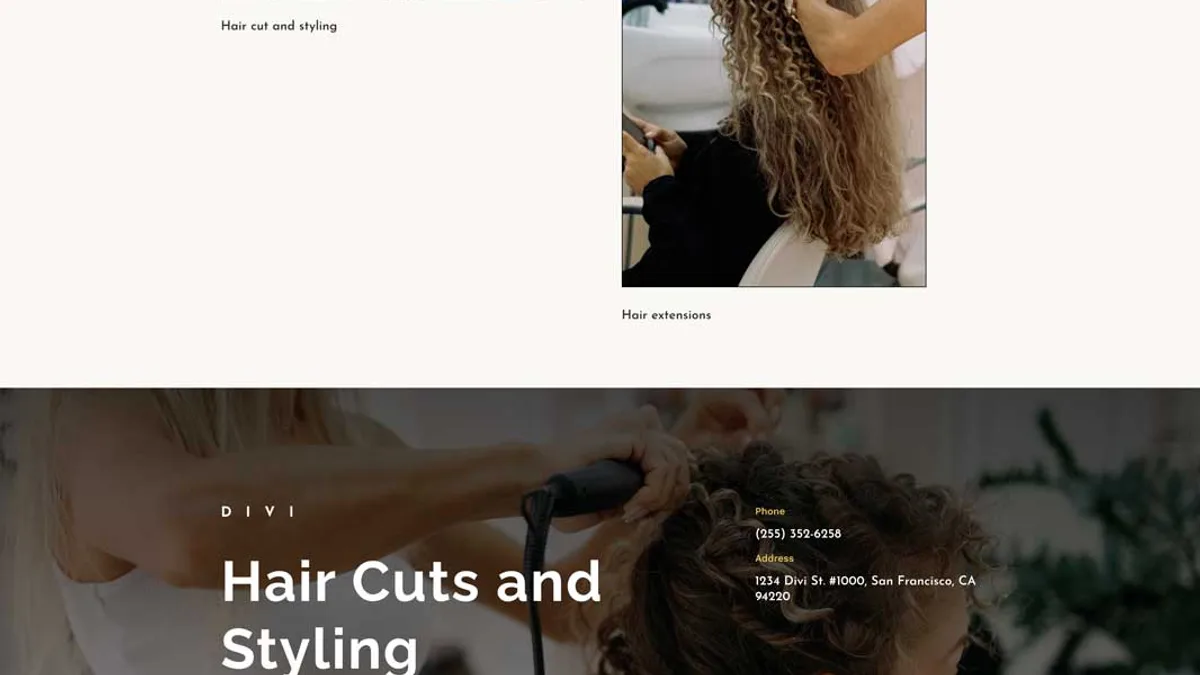 Hair cut and styling
Hair extensions
DIVI
Hair Cuts and
Styling
Phone
(255) 352-6258
Address
1234 Divi St. #1000, San Francisco, CA
94220